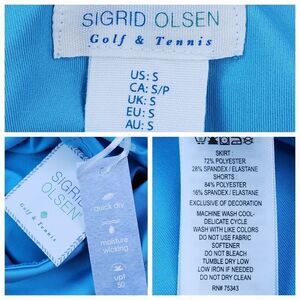 SIGRID OLSEN
Golf & Tennis
US: S
CA: S/P
UK: S
EU: S
AU: S
SIGRID
OLSEN
Golf & Tennis
quick dry
moisture
wicking
upf
50
SKIRT:
72% POLYESTER
28% SPANDEX / ELASTANE
SHORTS:
84% POLYESTER
16% SPANDEX / ELASTANE
EXCLUSIVE OF DECORATION
MACHINE WASH COOL-
DELICATE CYCLE
WASH WITH LIKE COLORS
DO NOT USE FABRIC
SOFTENER
DO NOT BLEACH
TUMBLE DRY LOW
LOW IRON IF NEEDED
DO NOT DRY CLEAN
RN# 75343